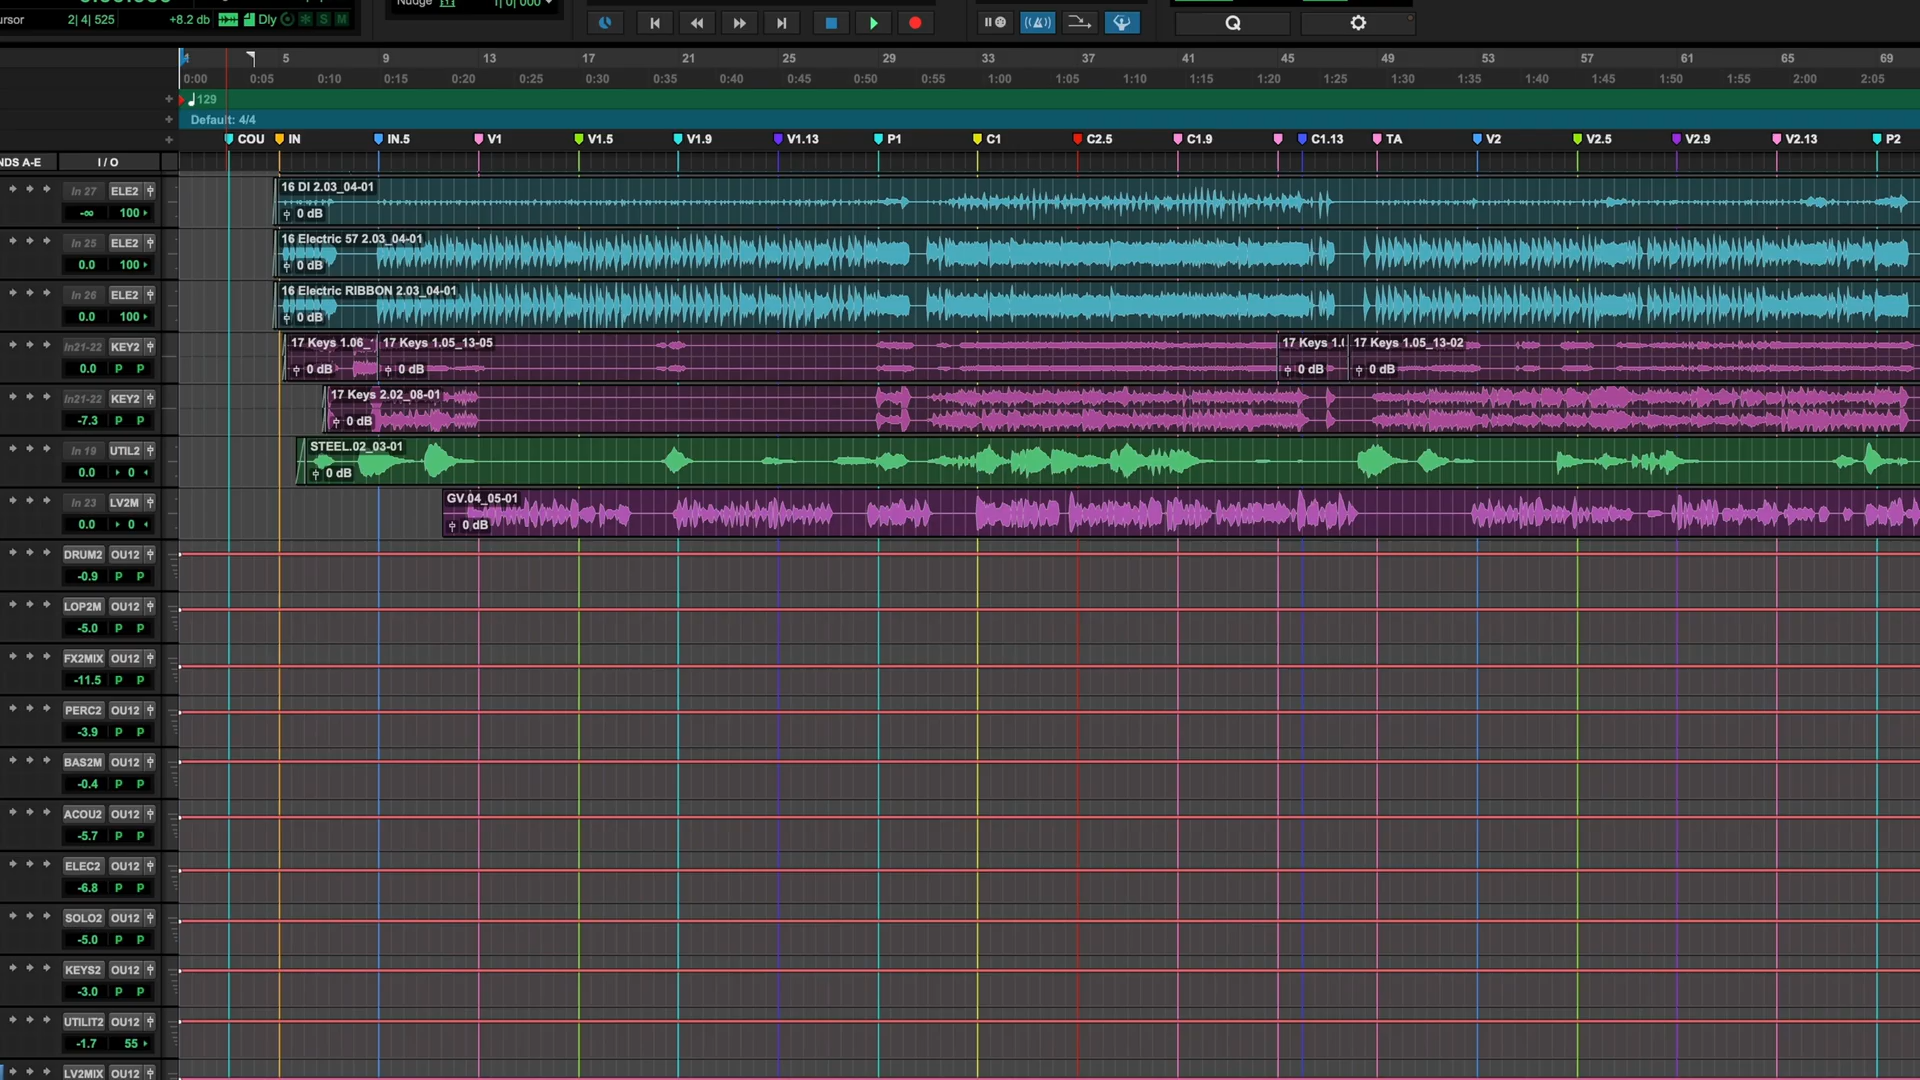 Nudge
1| 0| 000
ursor
2| 4| 525
+8.2 db
Dly
S M
Q
5 9 13 17 21 25 29 33 37 41 45 49 53 57 61 65 69
0:00 0:05 0:10 0:15 0:20 0:25 0:30 0:35 0:40 0:45 0:50 0:55 1:00 1:05 1:10 1:15 1:20 1:25 1:30 1:35 1:40 1:45 1:50 1:55 2:00 2:05
129
Default: 4/4
COU IN IN.5 V1 V1.5 V1.9 V1.13 P1 C1 C2.5 C1.9 C1.13 TA V2 V2.5 V2.9 V2.13 P2
NDS A-E I / O
16 DI 2.03_04-01
In 27 ELE2
-∞ 100
0 dB
16 Electric 57 2.03_04-01
In 25 ELE2
0.0 100
0 dB
16 Electric RIBBON 2.03_04-01
In 26 ELE2
0.0 100
0 dB
17 Keys 1.06_ 17 Keys 1.05_13-05 17 Keys 1.0 17 Keys 1.05_13-02
In21-22 KEY2
0.0 P P
0 dB 0 dB 0 dB 0 dB
17 Keys 2.02_08-01
In21-22 KEY2
-7.3 P P
0 dB
STEEL.02_03-01
In 19 UTIL2
0.0 0
0 dB
GV.04_05-01
In 23 LV2M
0.0 0
0 dB
DRUM2 OU12
-0.9 P P
LOP2M OU12
-5.0 P P
FX2MIX OU12
-11.5 P P
PERC2 OU12
-3.9 P P
BAS2M OU12
-0.4 P P
ACOU2 OU12
-5.7 P P
ELEC2 OU12
-6.8 P P
SOLO2 OU12
-5.0 P P
KEYS2 OU12
-3.0 P P
UTILIT2 OU12
-1.7 55
LV2MIX OU12